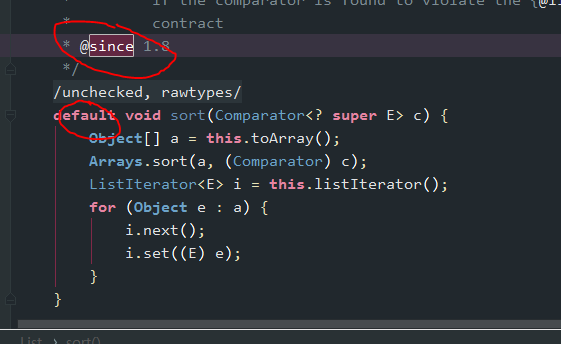 * if the comparator is found to violate the {@li
* contract
* @since 1.8
*/
/unchecked, rawtypes/
default void sort(Comparator<? super E> c) {
Object[] a = this.toArray();
Arrays.sort(a, (Comparator) c);
ListIterator<E> i = this.listIterator();
for (Object e : a) {
i.next();
i.set((E) e);
}
}
List > sort()